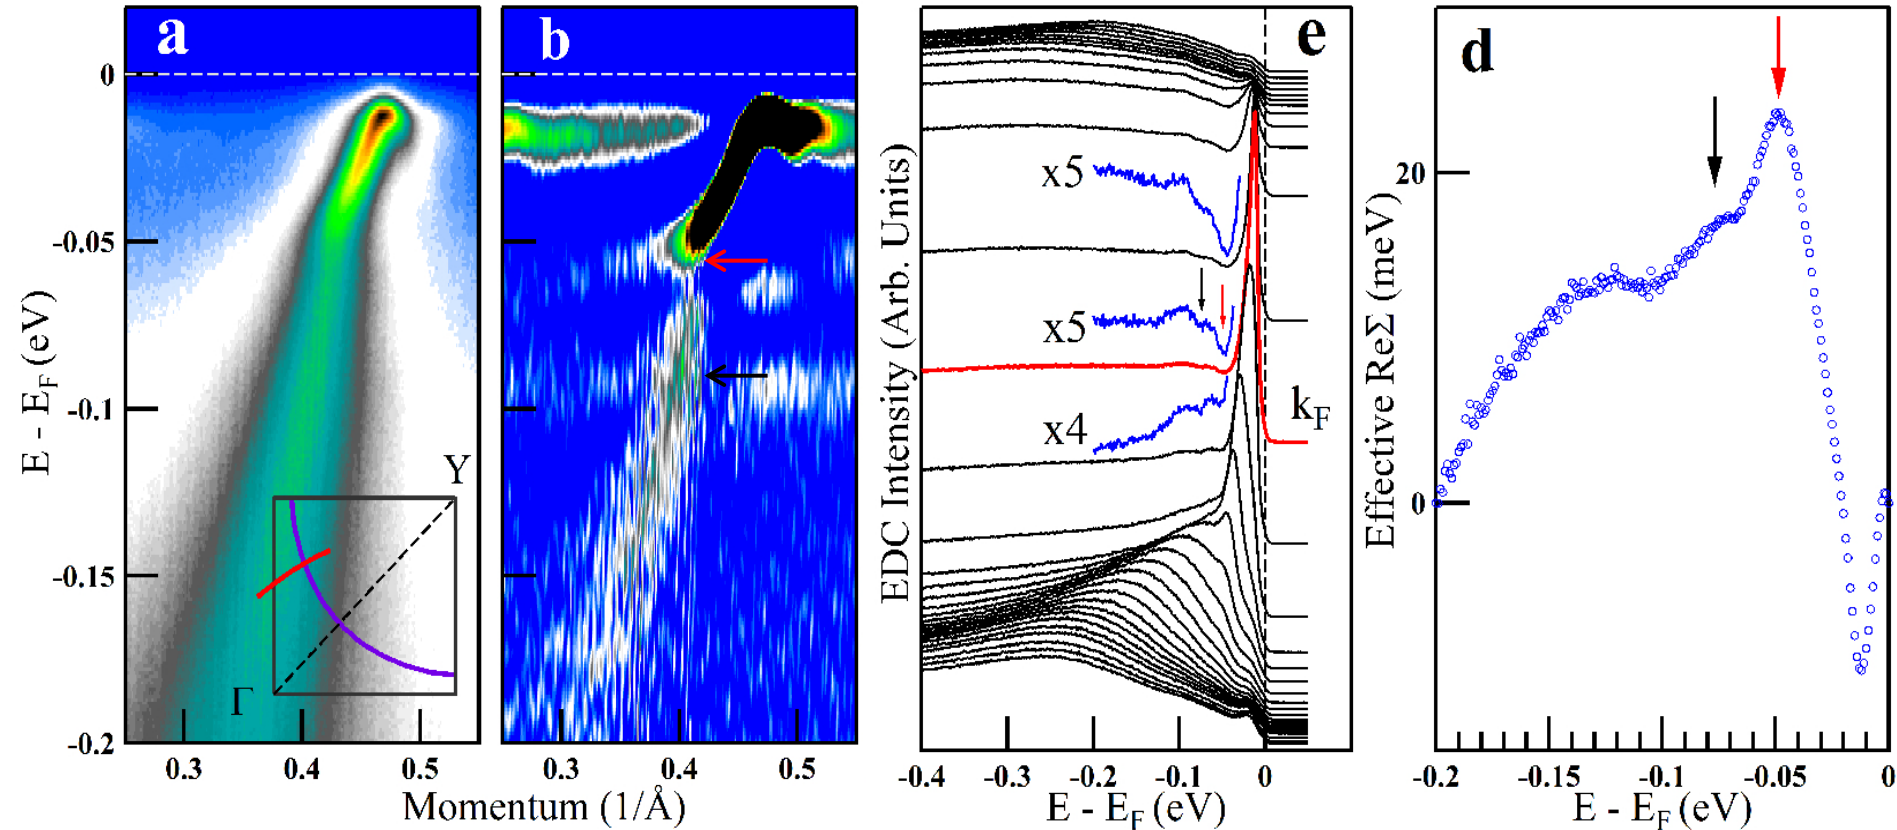 a
b
e
d
0
-0.05
-0.1
-0.15
-0.2
E - E_F (eV)
Y
Γ
0.3
0.4
0.5
0.3
0.4
0.5
Momentum (1/Å)
EDC Intensity (Arb. Units)
x5
x5
x4
k_F
-0.4
-0.3
-0.2
-0.1
0
E - E_F (eV)
Effective ReΣ (meV)
20
0
-0.2
-0.15
-0.1
-0.05
0
E - E_F (eV)